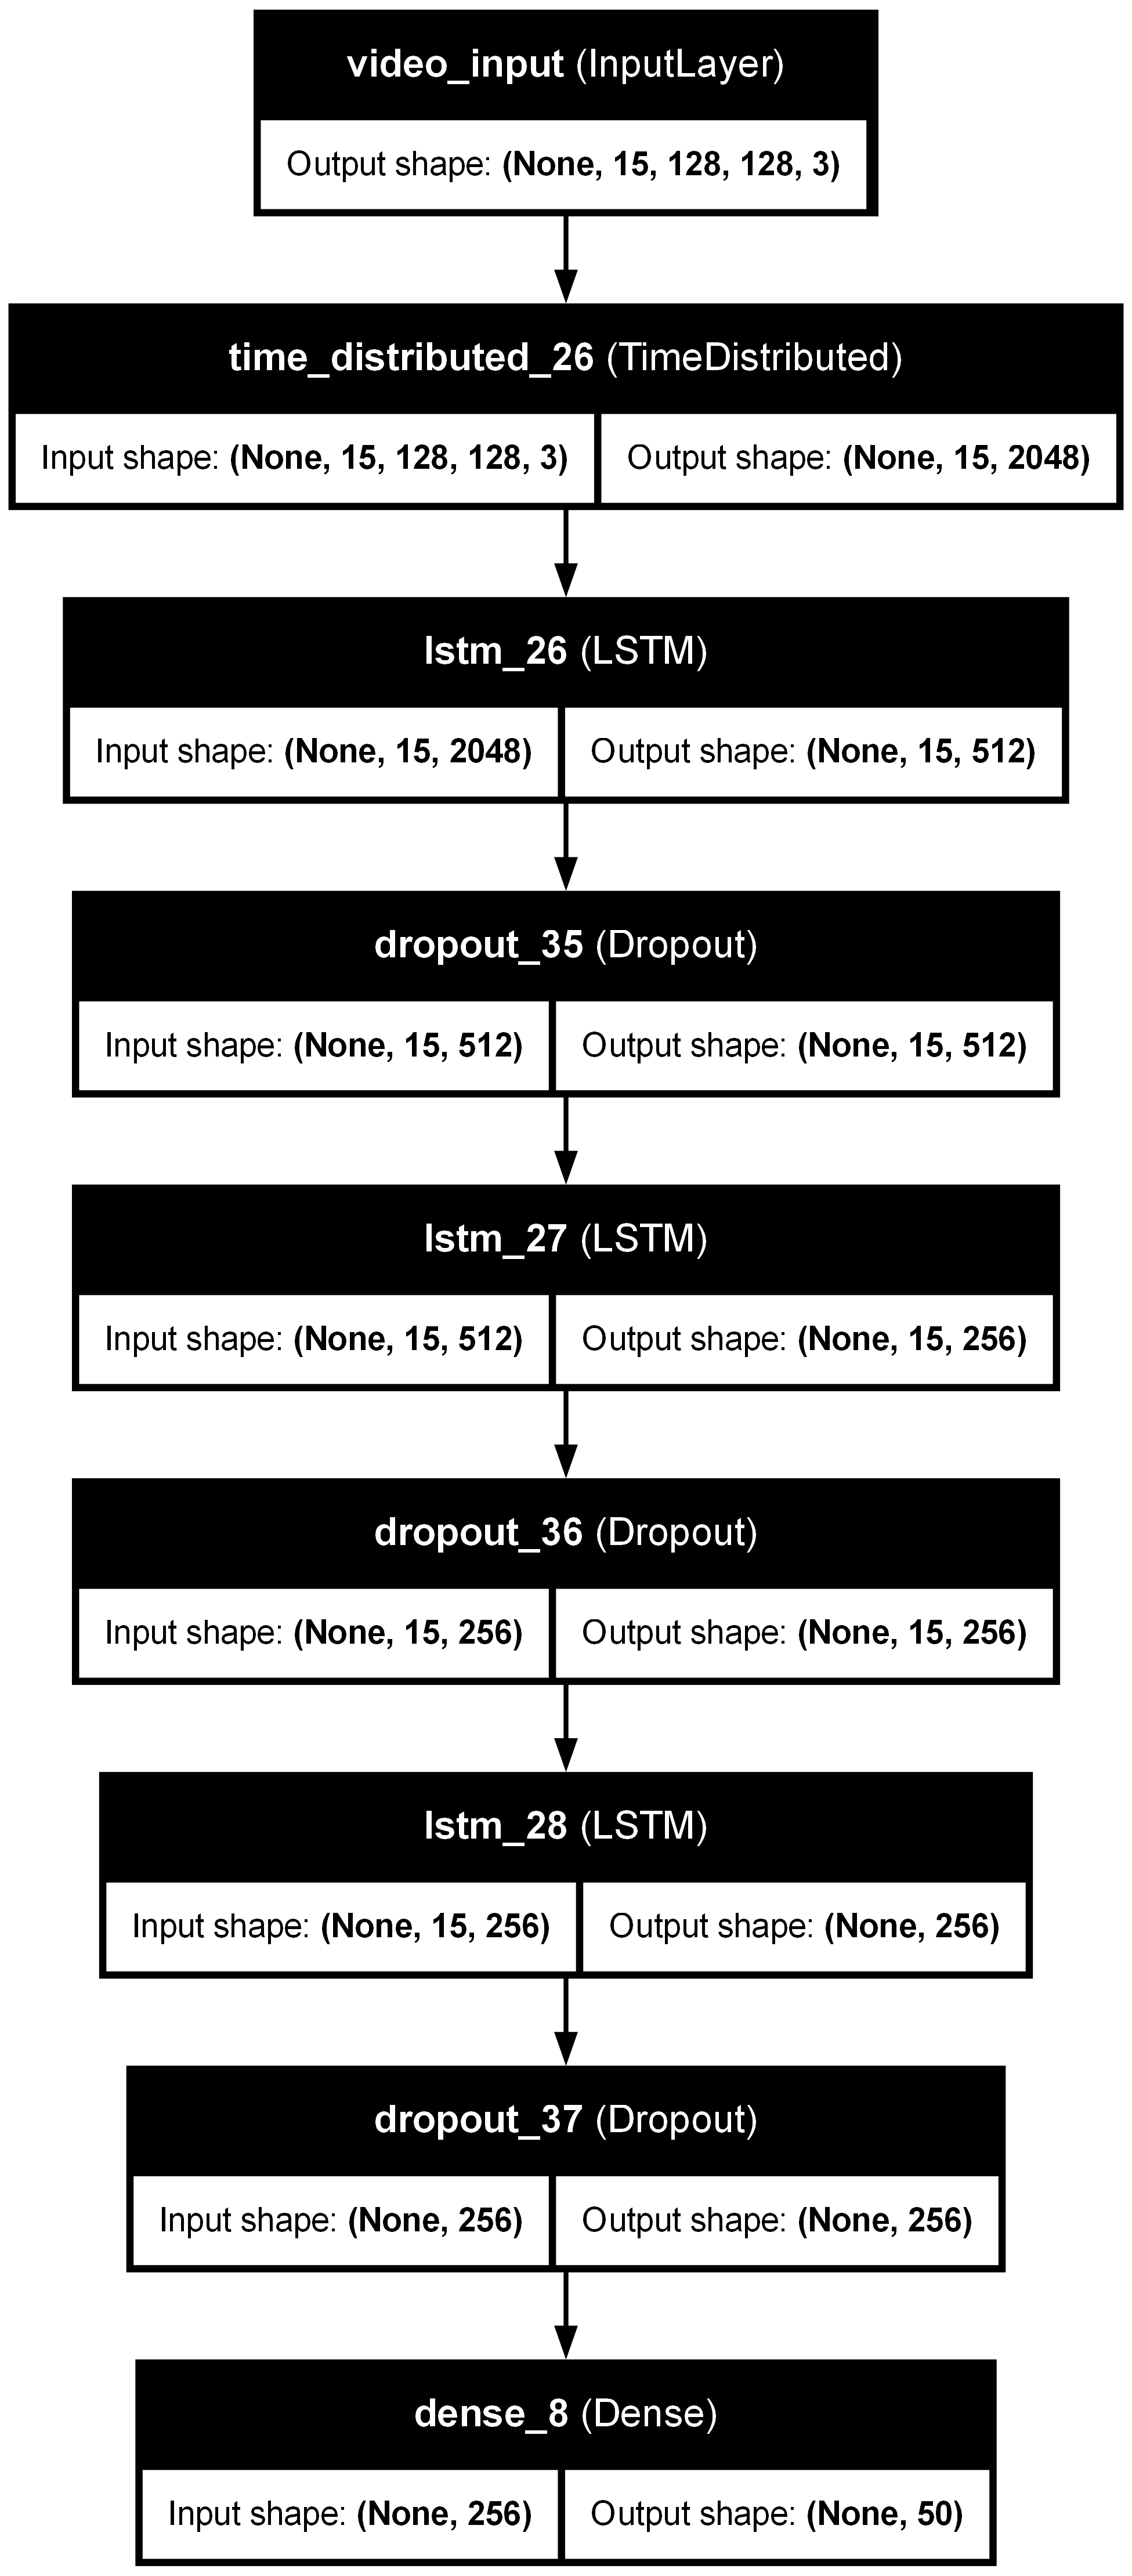 video_input (InputLayer)
Output shape: (None, 15, 128, 128, 3)
time_distributed_26 (TimeDistributed)
Input shape: (None, 15, 128, 128, 3) Output shape: (None, 15, 2048)
lstm_26 (LSTM)
Input shape: (None, 15, 2048) Output shape: (None, 15, 512)
dropout_35 (Dropout)
Input shape: (None, 15, 512) Output shape: (None, 15, 512)
lstm_27 (LSTM)
Input shape: (None, 15, 512) Output shape: (None, 15, 256)
dropout_36 (Dropout)
Input shape: (None, 15, 256) Output shape: (None, 15, 256)
lstm_28 (LSTM)
Input shape: (None, 15, 256) Output shape: (None, 256)
dropout_37 (Dropout)
Input shape: (None, 256) Output shape: (None, 256)
dense_8 (Dense)
Input shape: (None, 256) Output shape: (None, 50)